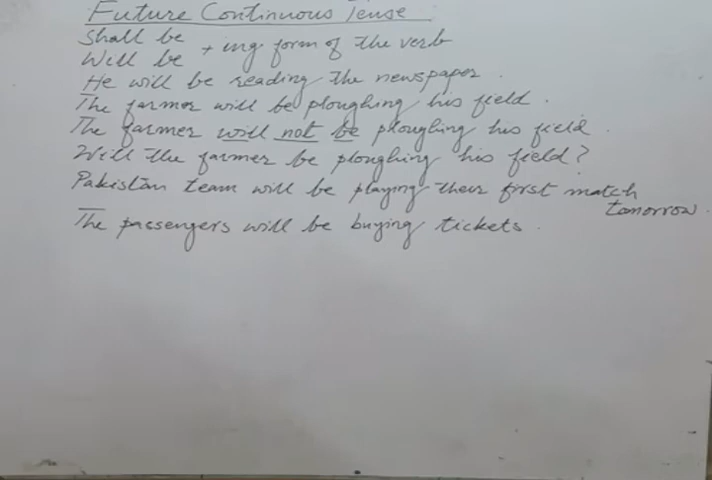 Future Continuous Tense
Shall be
Will be + ing form of the verb
He will be reading the newspaper.
The farmer will be ploughing his field.
The farmer will not be ploughing his field.
Will the farmer be ploughing his field?
Pakistan team will be playing their first match
tomorrow.
The passengers will be buying tickets.